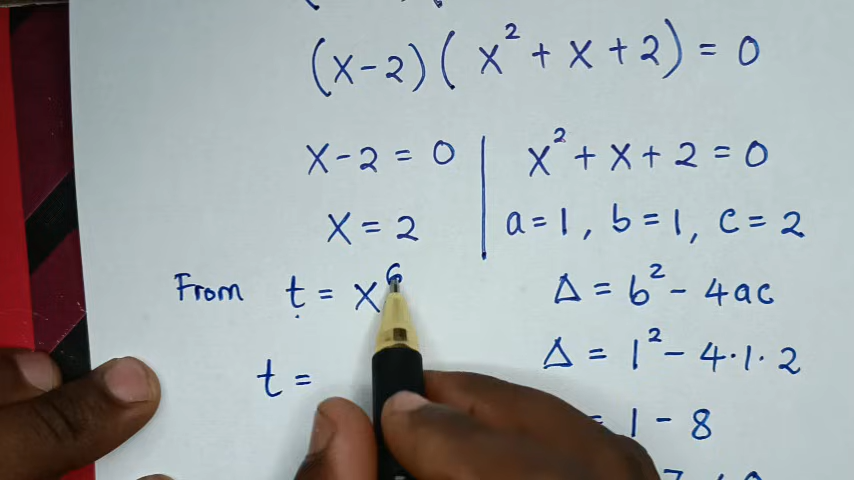 (x-2)(x²+x+2) = 0
x-2 = 0 | x²+x+2 = 0
x = 2 | a=1, b=1, c=2
From t = x⁶ Δ = b²-4ac
t = Δ = 1²-4·1·2
= 1-8